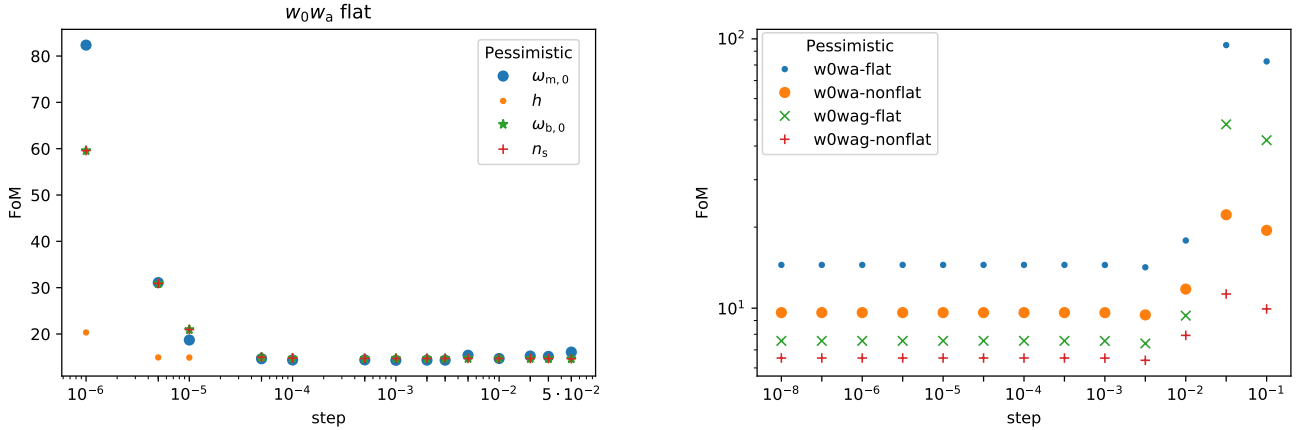 w₀wₐ flat
FoM
80
70
60
50
40
30
20
Pessimistic
ωₘ,₀
h
ω_b,₀
nₛ
10⁻⁶
10⁻⁵
10⁻⁴
10⁻³
10⁻²
5·10⁻²
step
FoM
10²
10¹
Pessimistic
w0wa-flat
w0wa-nonflat
w0wag-flat
w0wag-nonflat
10⁻⁸
10⁻⁷
10⁻⁶
10⁻⁵
10⁻⁴
10⁻³
10⁻²
10⁻¹
step